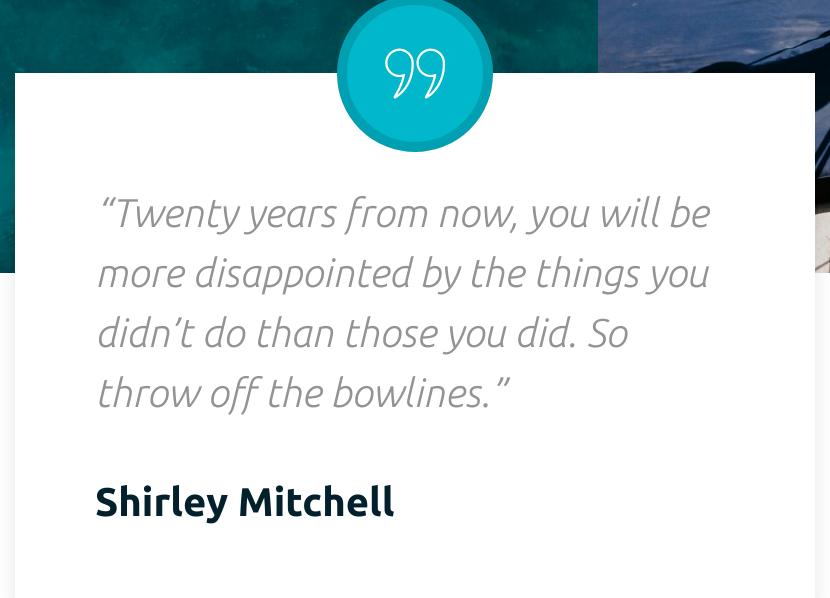 “Twenty years from now, you will be
more disappointed by the things you
didn’t do than those you did. So
throw off the bowlines.”
Shirley Mitchell